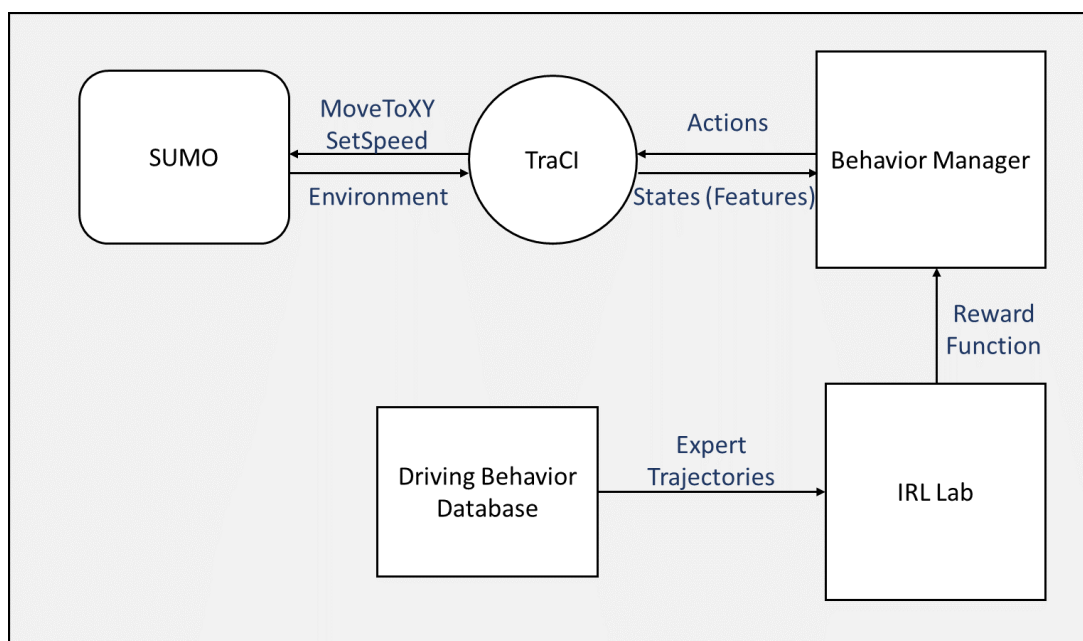 MoveToXY
SetSpeed
SUMO
Environment
TraCI
Actions
States (Features)
Behavior Manager
Reward
Function
Driving Behavior
Database
Expert
Trajectories
IRL Lab